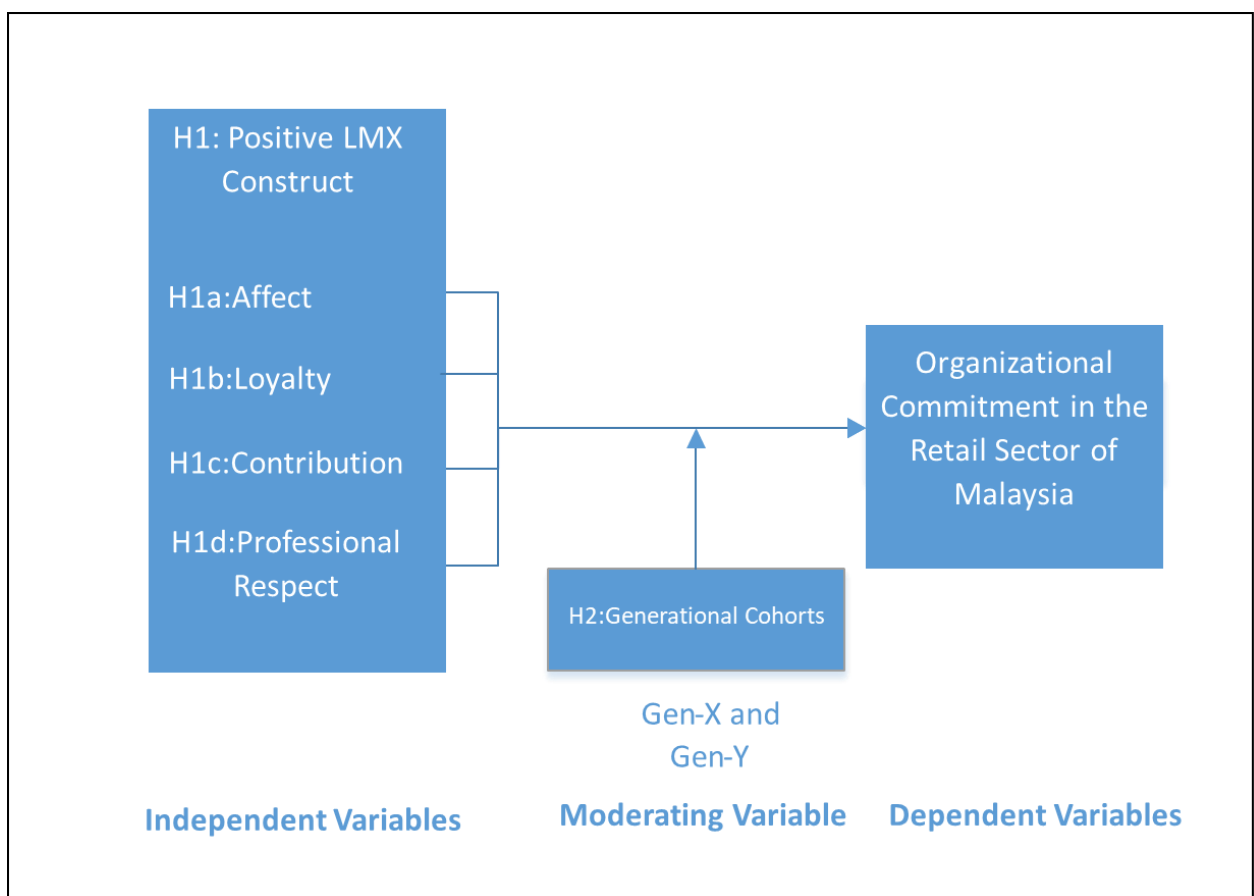 H1: Positive LMX
Construct
H1a:Affect
H1b:Loyalty
H1c:Contribution
H1d:Professional
Respect
Organizational
Commitment in the
Retail Sector of
Malaysia
H2:Generational Cohorts
Gen-X and
Gen-Y
Independent Variables
Moderating Variable
Dependent Variables